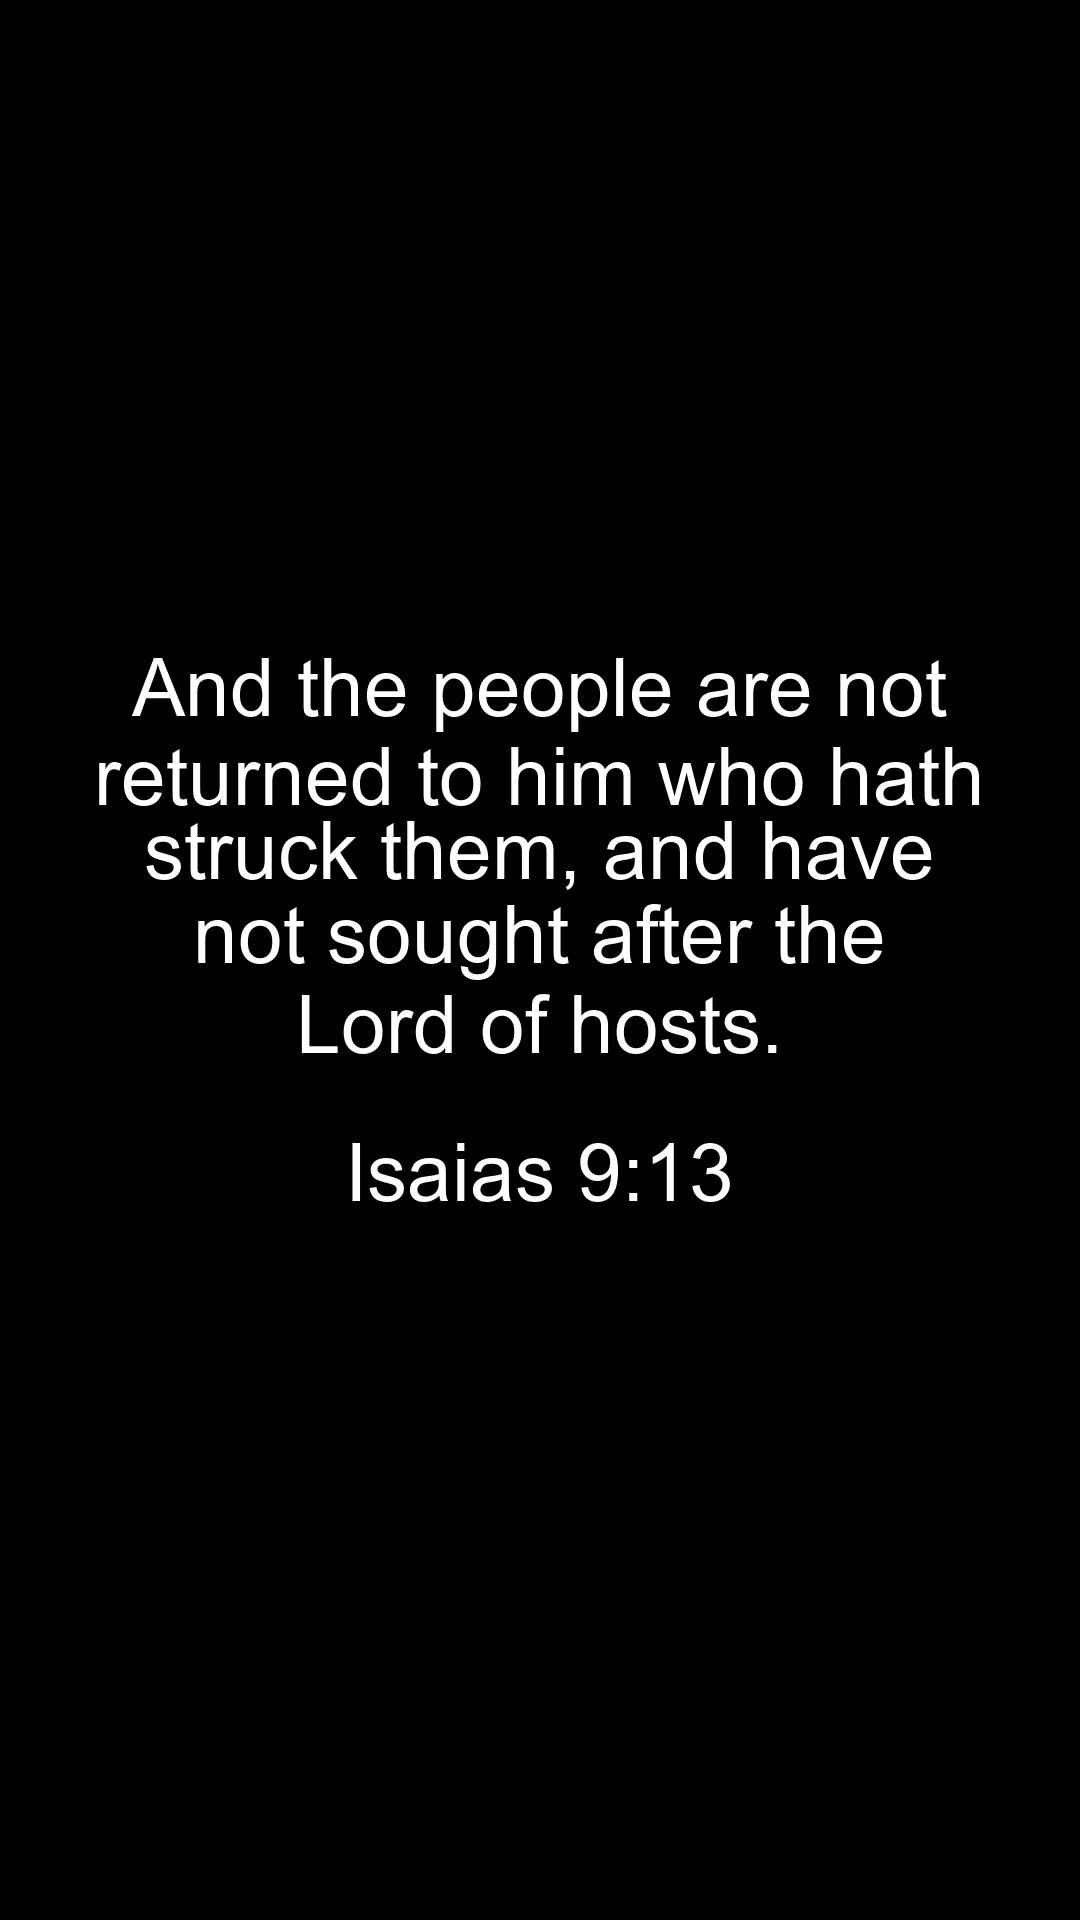 And the people are not
returned to him who hath
struck them, and have
not sought after the
Lord of hosts.
Isaias 9:13